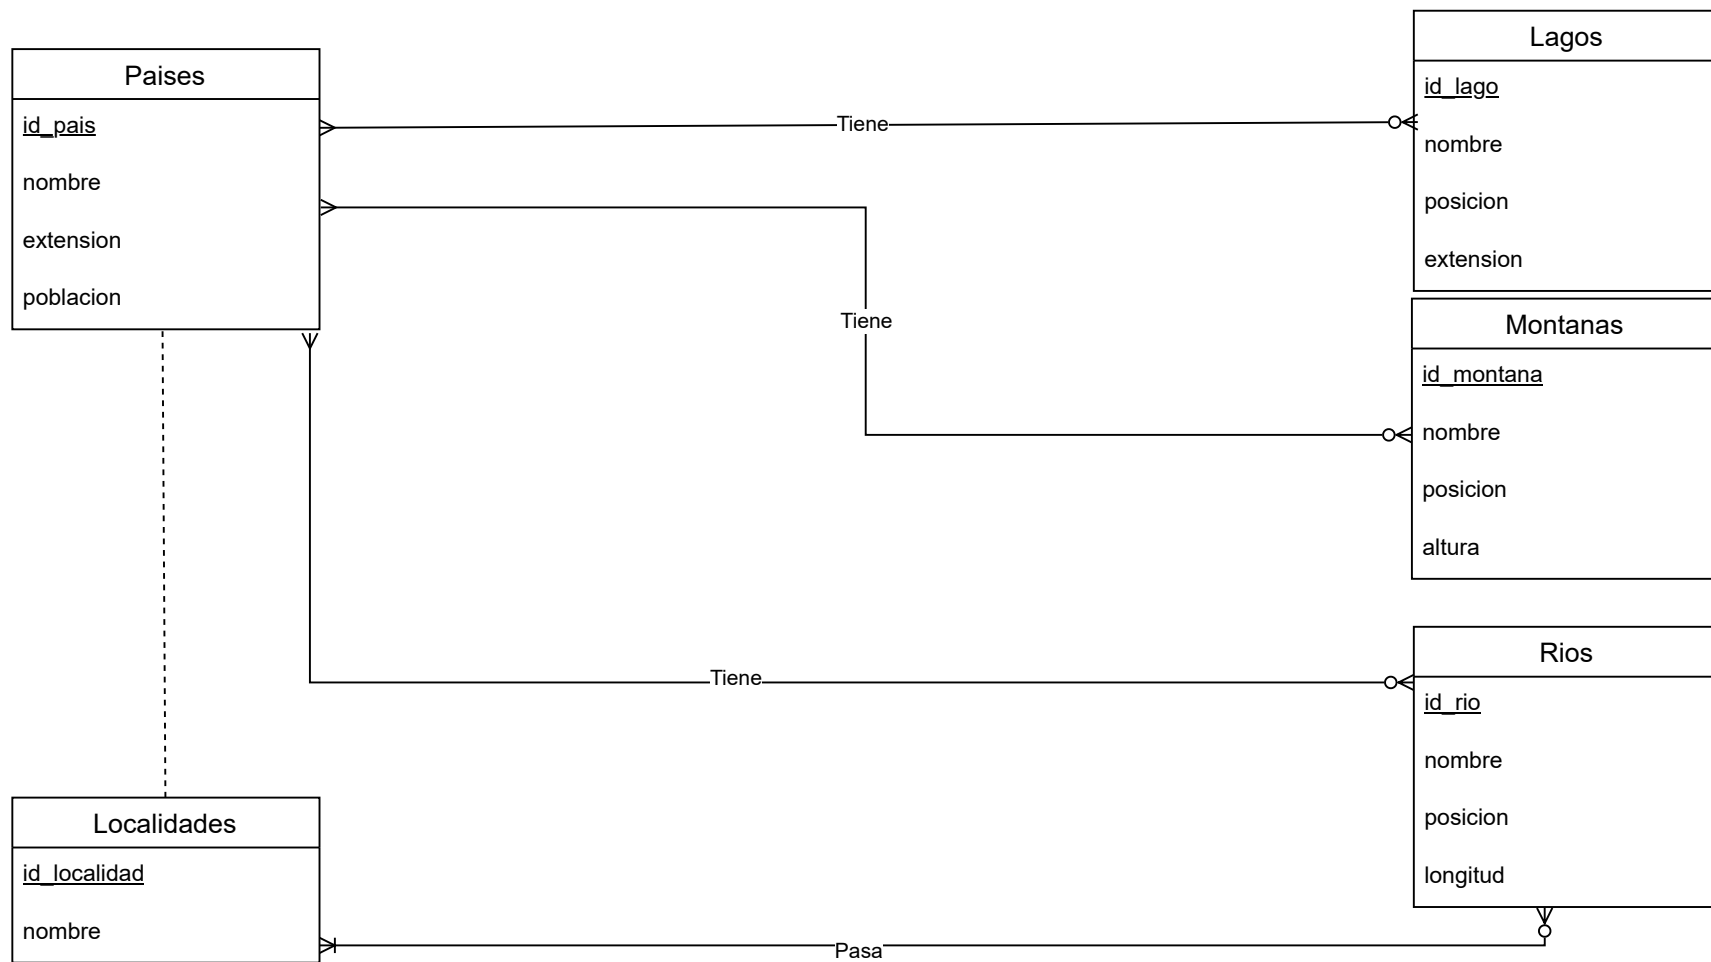 Paises
id_pais
nombre
extension
poblacion
Tiene
Lagos
id_lago
nombre
posicion
extension
Tiene
Montanas
id_montana
nombre
posicion
altura
Tiene
Rios
id_rio
nombre
posicion
longitud
Localidades
id_localidad
nombre
Pasa